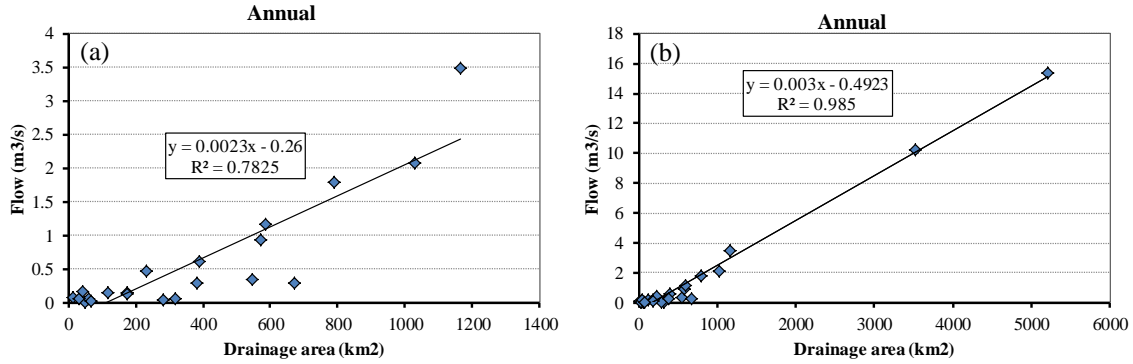 Annual
(a)
y = 0.0023x - 0.26
R² = 0.7825
Flow (m3/s)
4
3.5
3
2.5
2
1.5
1
0.5
0
0 200 400 600 800 1000 1200 1400
Drainage area (km2)
Annual
(b)
y = 0.003x - 0.4923
R² = 0.985
Flow (m3/s)
18
16
14
12
10
8
6
4
2
0
0 1000 2000 3000 4000 5000 6000
Drainage area (km2)